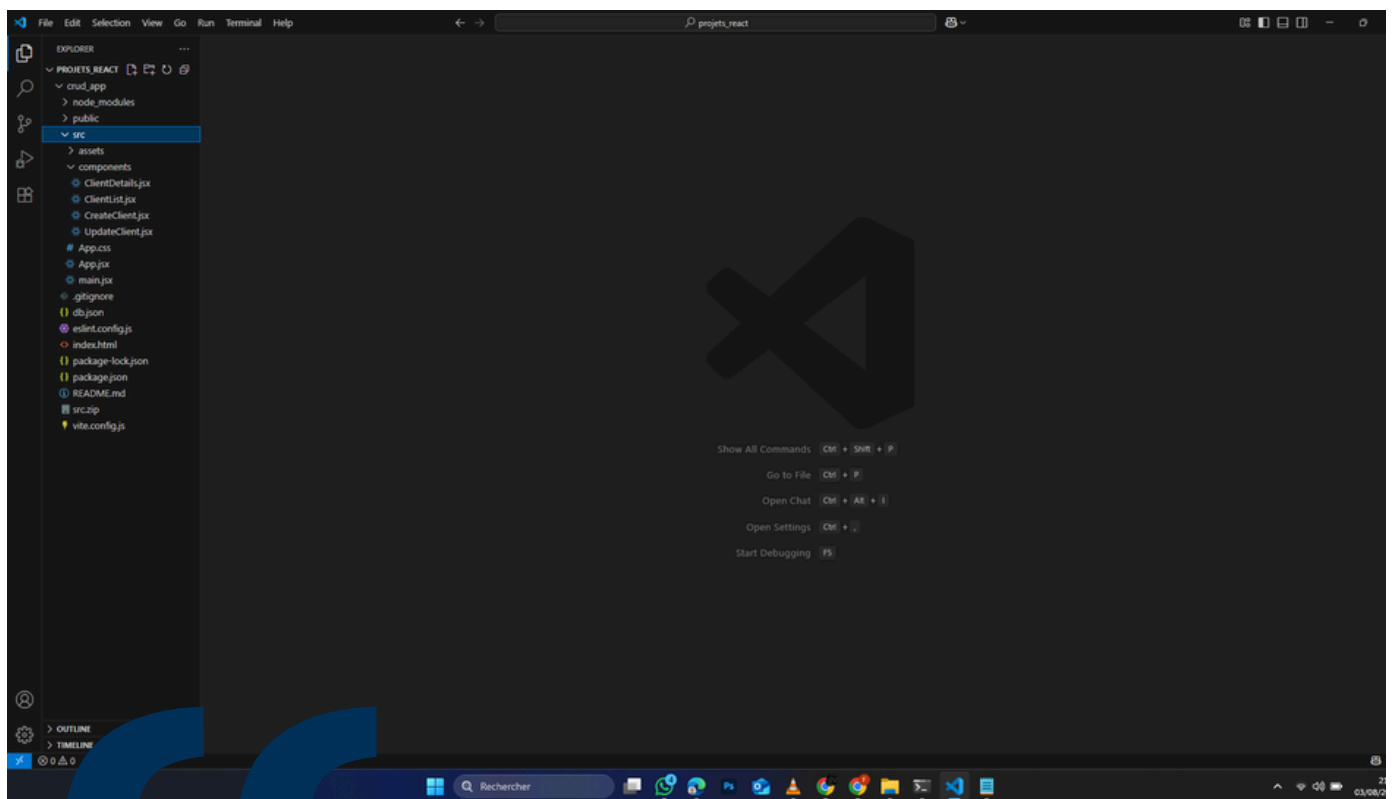 File Edit Selection View Go Run Terminal Help
projets_react
EXPLORER
PROJETS_REACT
crud_app
node_modules
public
src
assets
components
ClientDetails.jsx
ClientList.jsx
CreateClient.jsx
UpdateClient.jsx
# App.css
App.jsx
main.jsx
.gitignore
{} db.json
eslint.config.js
<> index.html
{} package-lock.json
{} package.json
README.md
src.zip
vite.config.js
Show All Commands Ctrl + Shift + P
Go to File Ctrl + P
Open Chat Ctrl + Alt + I
Open Settings Ctrl + ,
Start Debugging F5
OUTLINE
TIMELINE
0 0
Rechercher
Ps